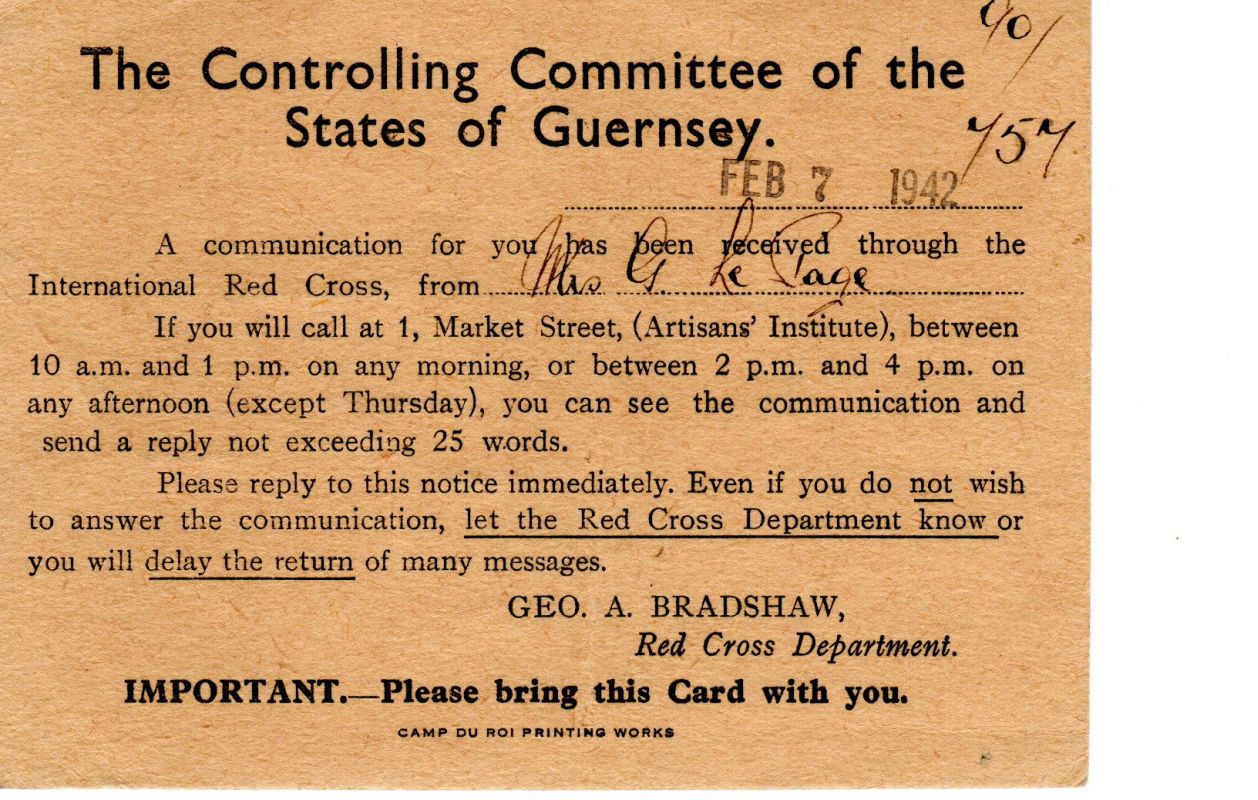 40/
The Controlling Committee of the
States of Guernsey.
757
FEB 7 1942
A communication for you has been received through the
International Red Cross, from Mrs G. Le Page
If you will call at 1, Market Street, (Artisans' Institute), between
10 a.m. and 1 p.m. on any morning, or between 2 p.m. and 4 p.m. on
any afternoon (except Thursday), you can see the communication and
send a reply not exceeding 25 words.
Please reply to this notice immediately. Even if you do not wish
to answer the communication, let the Red Cross Department know or
you will delay the return of many messages.
GEO. A. BRADSHAW,
Red Cross Department.
IMPORTANT.—Please bring this Card with you.
CAMP DU ROI PRINTING WORKS